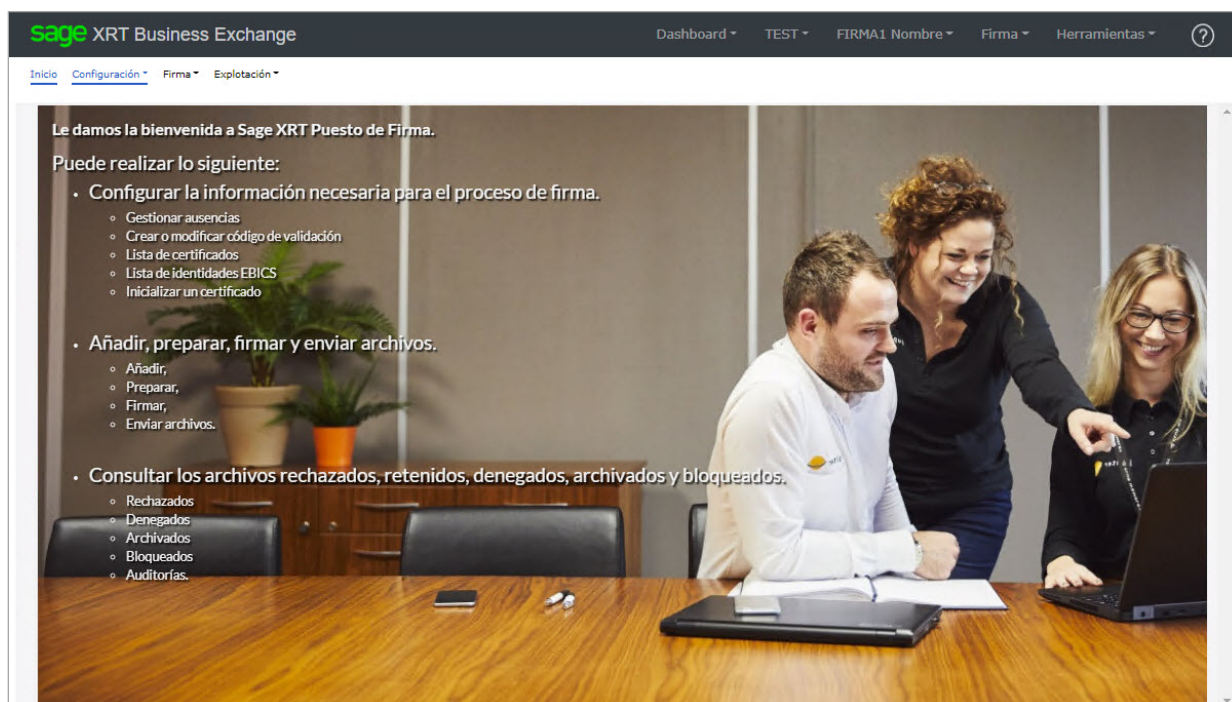 sage XRT Business Exchange
Dashboard TEST FIRMA1 Nombre Firma Herramientas ?
Inicio Configuración Firma Explotación
Le damos la bienvenida a Sage XRT Puesto de Firma.
Puede realizar lo siguiente:
• Configurar la información necesaria para el proceso de firma.
◦ Gestionar ausencias
◦ Crear o modificar código de validación
◦ Lista de certificados
◦ Lista de identidades EBICS
◦ Inicializar un certificado
• Añadir, preparar, firmar y enviar archivos.
◦ Añadir,
◦ Preparar,
◦ Firmar,
◦ Enviar archivos.
• Consultar los archivos rechazados, retenidos, denegados, archivados y bloqueados.
◦ Rechazados
◦ Denegados
◦ Archivados
◦ Bloqueados
◦ Auditorías.